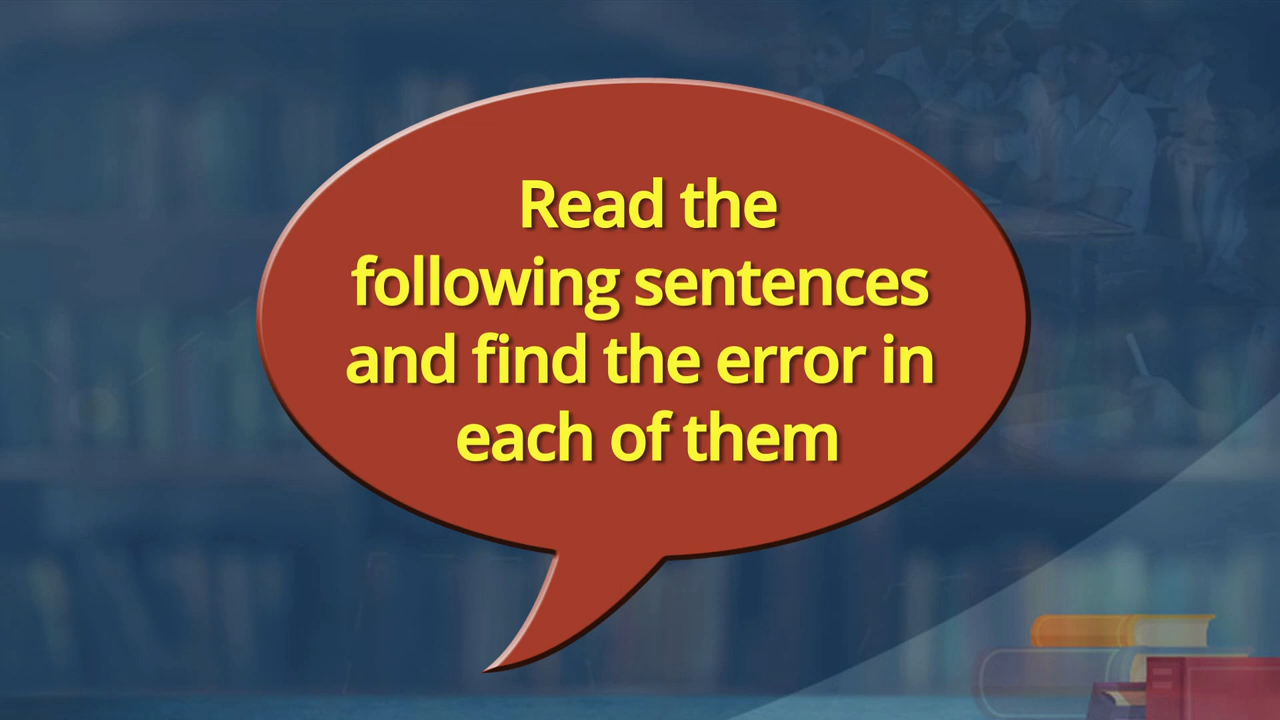 Read the
following sentences
and find the error in
each of them